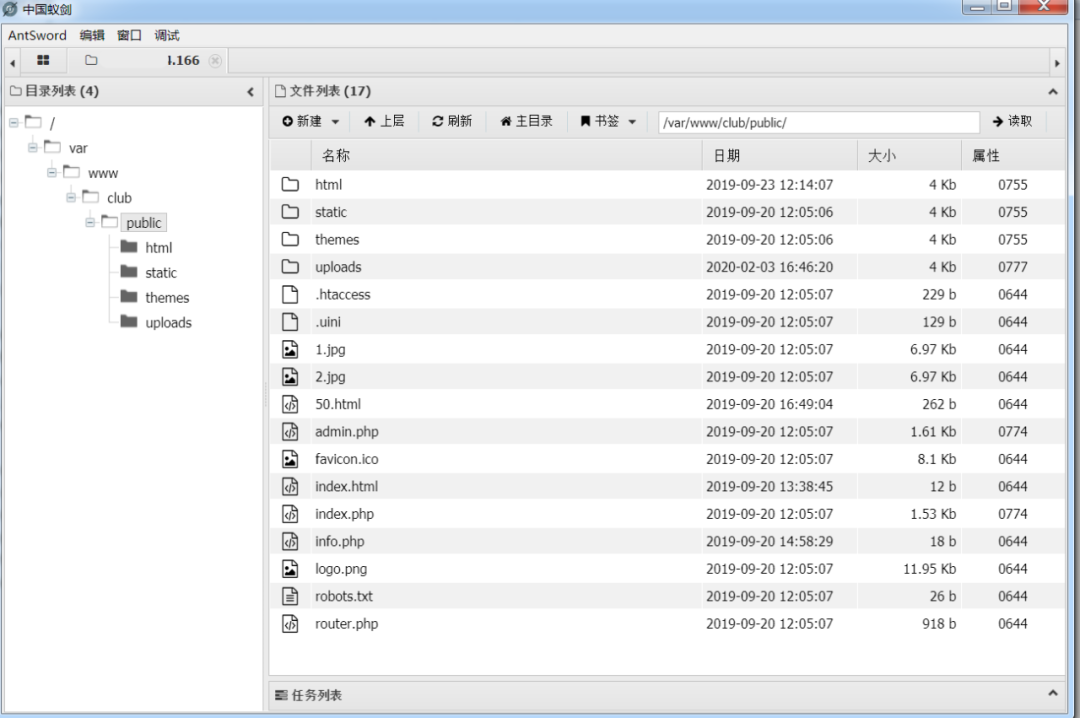 中国蚁剑
AntSword 编辑 窗口 调试
.166
目录列表 (4)
/
var
www
club
public
html
static
themes
uploads
文件列表 (17)
新建 上层 刷新 主目录 书签 /var/www/club/public/ 读取
名称 日期 大小 属性
html 2019-09-23 12:14:07 4 Kb 0755
static 2019-09-20 12:05:06 4 Kb 0755
themes 2019-09-20 12:05:06 4 Kb 0755
uploads 2020-02-03 16:46:20 4 Kb 0777
.htaccess 2019-09-20 12:05:07 229 b 0644
.uini 2019-09-20 12:05:07 129 b 0644
1.jpg 2019-09-20 12:05:07 6.97 Kb 0644
2.jpg 2019-09-20 12:05:07 6.97 Kb 0644
50.html 2019-09-20 16:49:04 262 b 0644
admin.php 2019-09-20 12:05:07 1.61 Kb 0774
favicon.ico 2019-09-20 12:05:07 8.1 Kb 0644
index.html 2019-09-20 13:38:45 12 b 0644
index.php 2019-09-20 12:05:07 1.53 Kb 0774
info.php 2019-09-20 14:58:29 18 b 0644
logo.png 2019-09-20 12:05:07 11.95 Kb 0644
robots.txt 2019-09-20 12:05:07 26 b 0644
router.php 2019-09-20 12:05:07 918 b 0644
任务列表